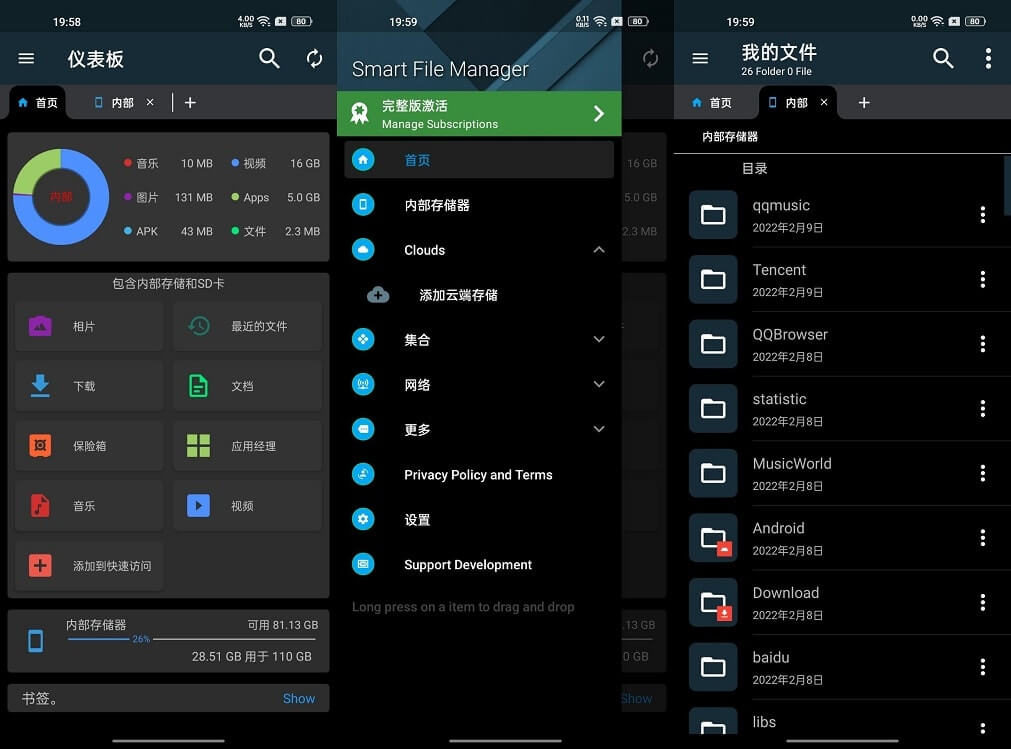 19:58
4.00 KB/S
80
仪表板
首页
内部
音乐 10 MB 视频 16 GB
图片 131 MB Apps 5.0 GB
APK 43 MB 文件 2.3 MB
内部
包含内部存储和SD卡
相片 最近的文件
下载 文档
保险箱 应用经理
音乐 视频
添加到快速访问
内部存储器 可用 81.13 GB
26%
28.51 GB 用于 110 GB
书签。 Show
19:59
0.11 KB/S
80
Smart File Manager
完整版激活
Manage Subscriptions
首页
内部存储器
Clouds
添加云端存储
集合
网络
更多
Privacy Policy and Terms
设置
Support Development
Long press on a item to drag and drop
16 GB
5.0 GB
2.3 MB
.13 GB
0 GB
Show
19:59
0.00 KB/S
80
我的文件
26 Folder 0 File
首页
内部
内部存储器
目录
qqmusic
2022年2月9日
Tencent
2022年2月9日
QQBrowser
2022年2月8日
statistic
2022年2月8日
MusicWorld
2022年2月8日
Android
2022年2月8日
Download
2022年2月8日
baidu
2022年2月8日
libs